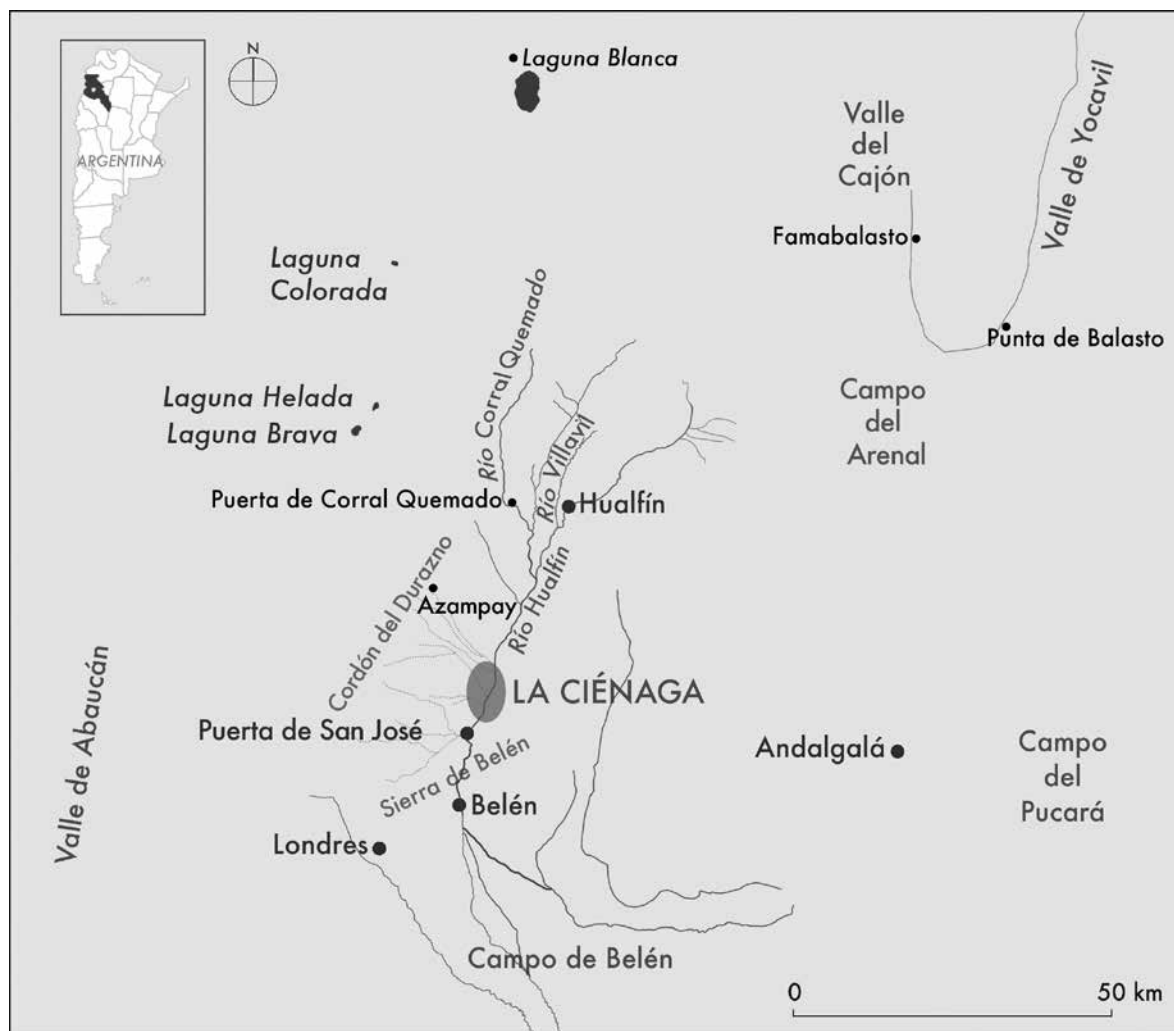 N
Laguna Blanca
ARGENTINA
Valle
del
Cajón
Valle de Yocavil
Famabalasto
Laguna
Colorada
Punta de Balasto
Río Corral Quemado
Laguna Helada
Laguna Brava
Campo
del
Arenal
Río Villavil
Puerta de Corral Quemado
Hualfín
Cordón del Durazno
Azampay
Río Hualfín
LA CIÉNAGA
Valle de Abaucán
Puerta de San José
Sierra de Belén
Andalgalá
Campo
del
Pucará
Belén
Londres
Campo de Belén
0 50 km